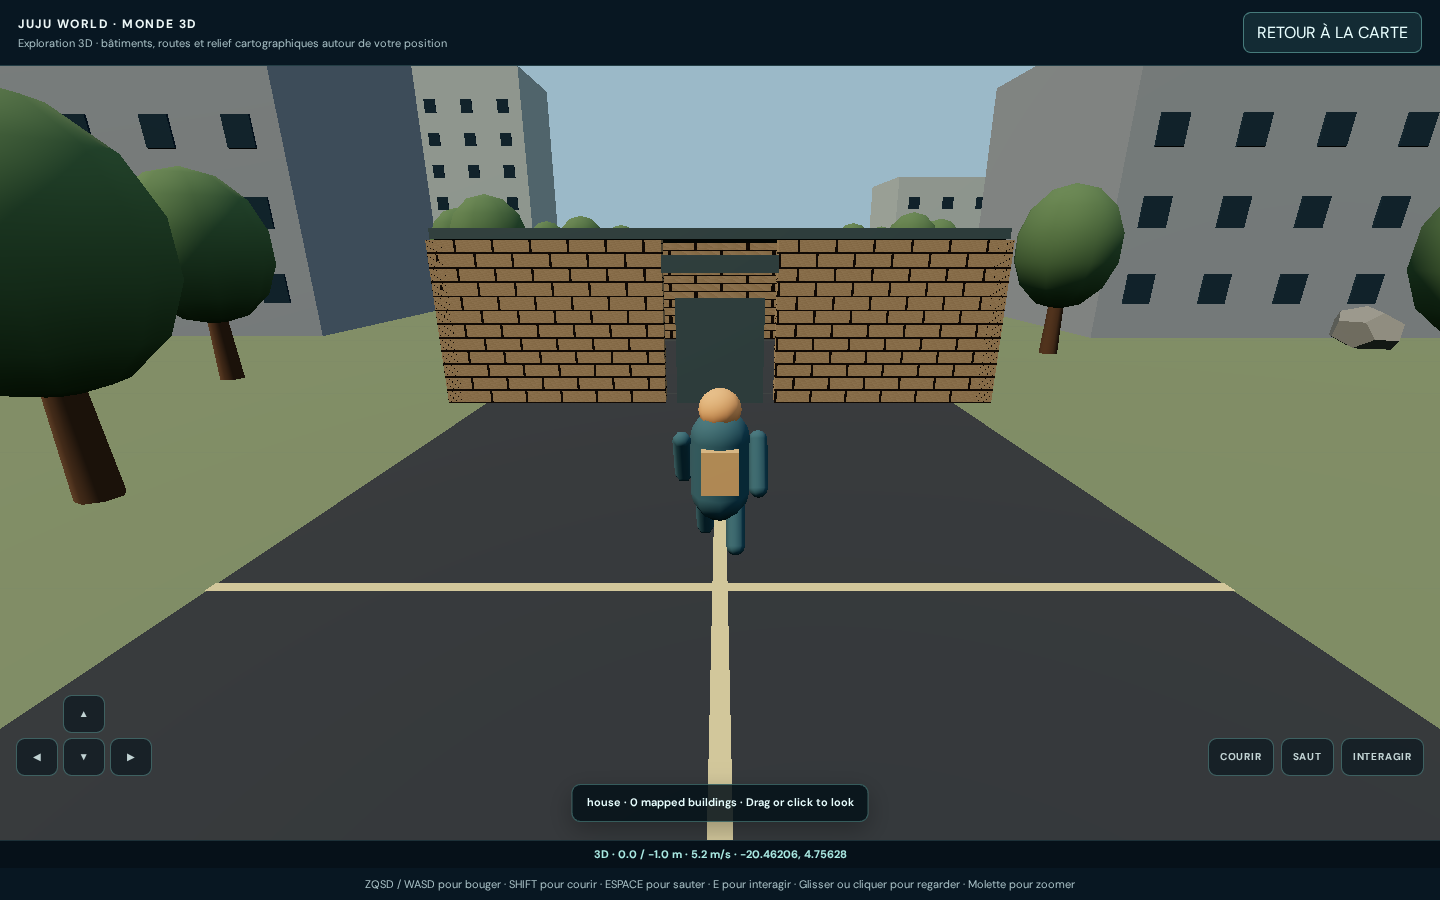 JUJU WORLD · MONDE 3D
Exploration 3D · bâtiments, routes et relief cartographiques autour de votre position
RETOUR À LA CARTE
COURIR
SAUT
INTERAGIR
house · 0 mapped buildings · Drag or click to look
3D · 0.0 / -1.0 m · 5.2 m/s · -20.46206, 4.75628
ZQSD / WASD pour bouger · SHIFT pour courir · ESPACE pour sauter · E pour interagir · Glisser ou cliquer pour regarder · Molette pour zoomer